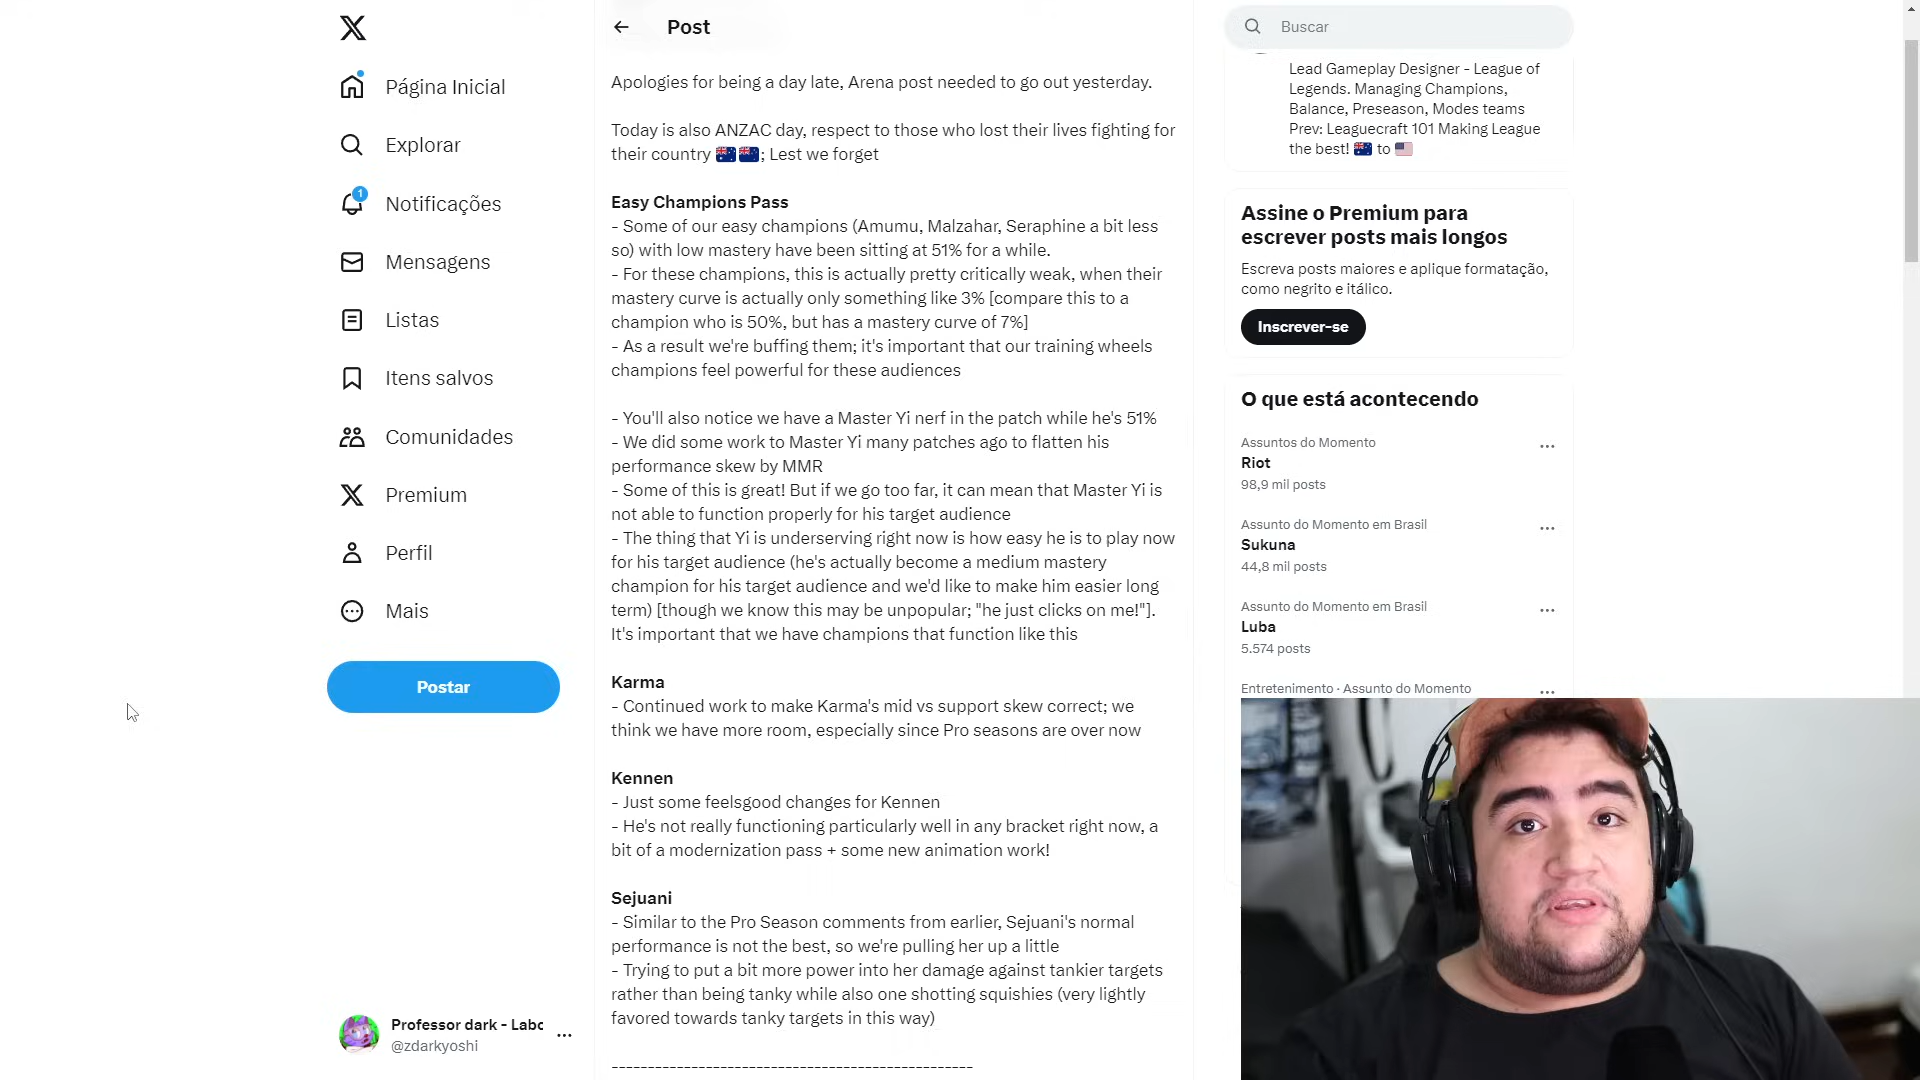 Página Inicial
Explorar
1
Notificações
Mensagens
Listas
Itens salvos
Comunidades
Premium
Perfil
Mais
Postar
Professor dark - Labo
@zdarkyoshi
Post
Apologies for being a day late, Arena post needed to go out yesterday.
Today is also ANZAC day, respect to those who lost their lives fighting for
their country 🇦🇺🇳🇿; Lest we forget
Easy Champions Pass
- Some of our easy champions (Amumu, Malzahar, Seraphine a bit less
so) with low mastery have been sitting at 51% for a while.
- For these champions, this is actually pretty critically weak, when their
mastery curve is actually only something like 3% [compare this to a
champion who is 50%, but has a mastery curve of 7%]
- As a result we're buffing them; it's important that our training wheels
champions feel powerful for these audiences
- You'll also notice we have a Master Yi nerf in the patch while he's 51%
- We did some work to Master Yi many patches ago to flatten his
performance skew by MMR
- Some of this is great! But if we go too far, it can mean that Master Yi is
not able to function properly for his target audience
- The thing that Yi is underserving right now is how easy he is to play now
for his target audience (he's actually become a medium mastery
champion for his target audience and we'd like to make him easier long
term) [though we know this may be unpopular; "he just clicks on me!"].
It's important that we have champions that function like this
Karma
- Continued work to make Karma's mid vs support skew correct; we
think we have more room, especially since Pro seasons are over now
Kennen
- Just some feelsgood changes for Kennen
- He's not really functioning particularly well in any bracket right now, a
bit of a modernization pass + some new animation work!
Sejuani
- Similar to the Pro Season comments from earlier, Sejuani's normal
performance is not the best, so we're pulling her up a little
- Trying to put a bit more power into her damage against tankier targets
rather than being tanky while also one shotting squishies (very lightly
favored towards tanky targets in this way)
--------------------------------------------------
Buscar
Lead Gameplay Designer - League of
Legends. Managing Champions,
Balance, Preseason, Modes teams
Prev: Leaguecraft 101 Making League
the best! 🇦🇺 to 🇺🇸
Assine o Premium para
escrever posts mais longos
Escreva posts maiores e aplique formatação,
como negrito e itálico.
Inscrever-se
O que está acontecendo
Assuntos do Momento
Riot
98,9 mil posts
Assunto do Momento em Brasil
Sukuna
44,8 mil posts
Assunto do Momento em Brasil
Luba
5.574 posts
Entretenimento · Assunto do Momento